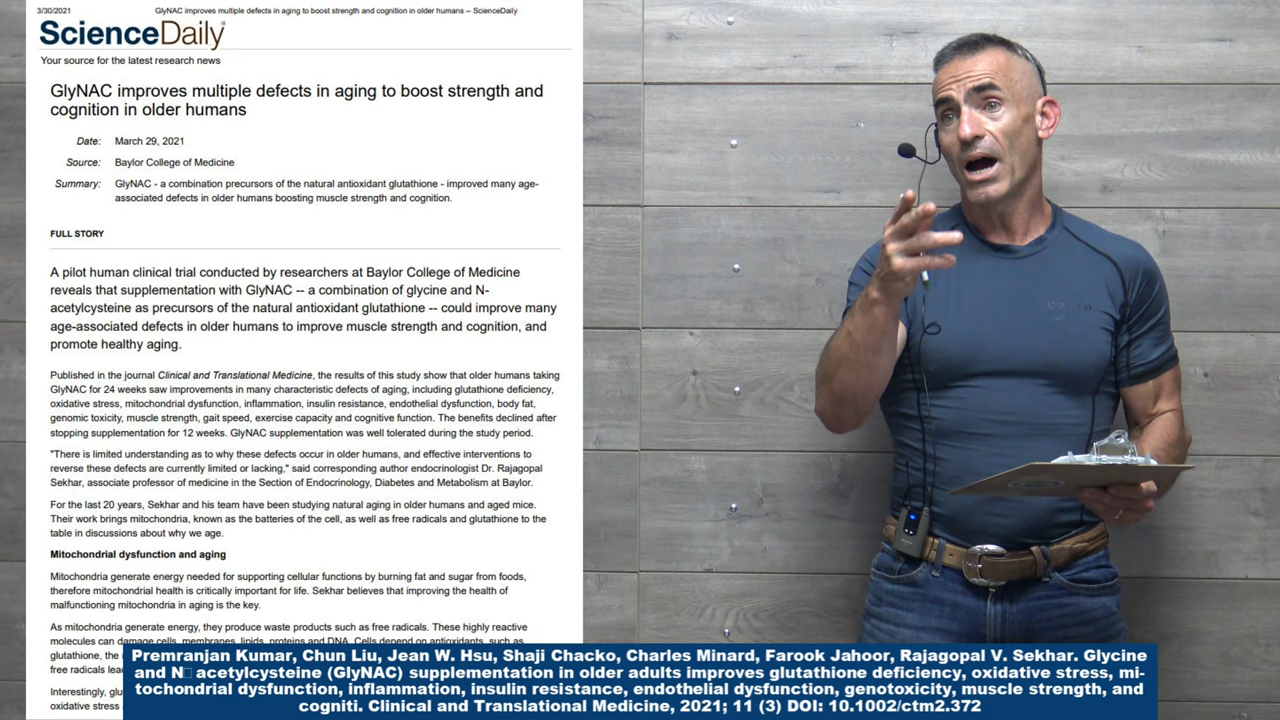 3/30/2021 GlyNAC improves multiple defects in aging to boost strength and cognition in older humans -- ScienceDaily
ScienceDaily
Your source for the latest research news
GlyNAC improves multiple defects in aging to boost strength and
cognition in older humans
Date: March 29, 2021
Source: Baylor College of Medicine
Summary: GlyNAC - a combination precursors of the natural antioxidant glutathione - improved many age-
associated defects in older humans boosting muscle strength and cognition.
FULL STORY
A pilot human clinical trial conducted by researchers at Baylor College of Medicine
reveals that supplementation with GlyNAC -- a combination of glycine and N-
acetylcysteine as precursors of the natural antioxidant glutathione -- could improve many
age-associated defects in older humans to improve muscle strength and cognition, and
promote healthy aging.
Published in the journal Clinical and Translational Medicine, the results of this study show that older humans taking
GlyNAC for 24 weeks saw improvements in many characteristic defects of aging, including glutathione deficiency,
oxidative stress, mitochondrial dysfunction, inflammation, insulin resistance, endothelial dysfunction, body fat,
genomic toxicity, muscle strength, gait speed, exercise capacity and cognitive function. The benefits declined after
stopping supplementation for 12 weeks. GlyNAC supplementation was well tolerated during the study period.
"There is limited understanding as to why these defects occur in older humans, and effective interventions to
reverse these defects are currently limited or lacking," said corresponding author endocrinologist Dr. Rajagopal
Sekhar, associate professor of medicine in the Section of Endocrinology, Diabetes and Metabolism at Baylor.
For the last 20 years, Sekhar and his team have been studying natural aging in older humans and aged mice.
Their work brings mitochondria, known as the batteries of the cell, as well as free radicals and glutathione to the
table in discussions about why we age.
Mitochondrial dysfunction and aging
Mitochondria generate energy needed for supporting cellular functions by burning fat and sugar from foods,
therefore mitochondrial health is critically important for life. Sekhar believes that improving the health of
malfunctioning mitochondria in aging is the key.
As mitochondria generate energy, they produce waste products such as free radicals. These highly reactive
molecules can damage cells, membranes, lipids, proteins and DNA. Cells depend on antioxidants, such as
glutathione, the
free radicals
Interestingly,
oxidative stress
Premranjan Kumar, Chun Liu, Jean W. Hsu, Shaji Chacko, Charles Minard, Farook Jahoor, Rajagopal V. Sekhar. Glycine
and N□acetylcysteine (GlyNAC) supplementation in older adults improves glutathione deficiency, oxidative stress, mi-
tochondrial dysfunction, inflammation, insulin resistance, endothelial dysfunction, genotoxicity, muscle strength, and
cogniti. Clinical and Translational Medicine, 2021; 11 (3) DOI: 10.1002/ctm2.372